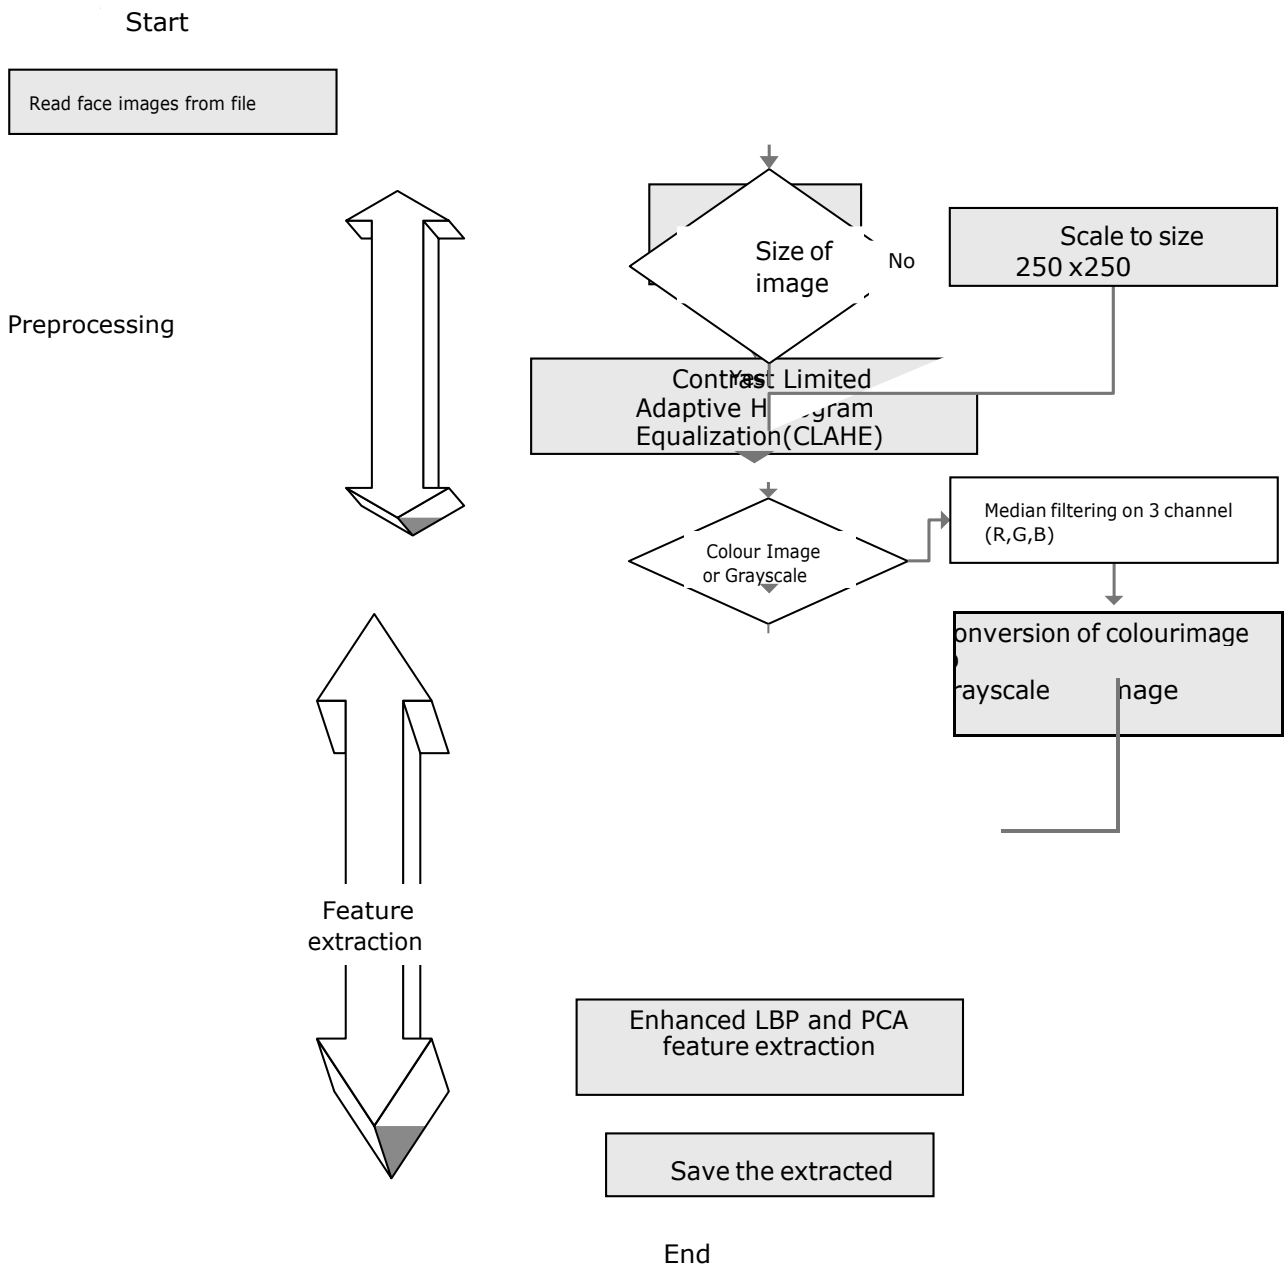 Start
Read face images from file
Size of
image
No
Scale to size
250 x250
Preprocessing
Yes
Contrast Limited
Adaptive H gram
Equalization(CLAHE)
Median filtering on 3 channel
(R,G,B)
Colour Image
or Grayscale
onversion of colourimage
rayscale mage
Feature
extraction
Enhanced LBP and PCA
feature extraction
Save the extracted
End